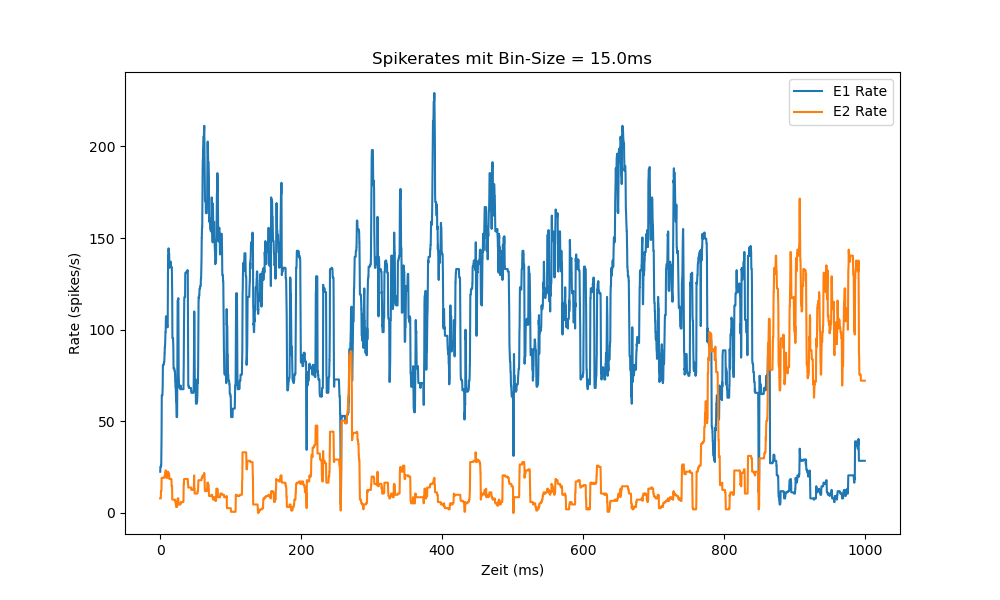 Spikerates mit Bin-Size = 15.0ms
E1 Rate
E2 Rate
Rate (spikes/s)
200
150
100
50
0
0 200 400 600 800 1000
Zeit (ms)